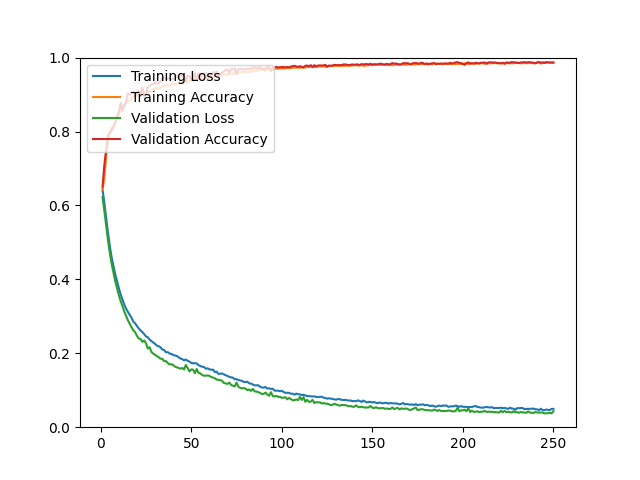 1.0
0.8
0.6
0.4
0.2
0.0
Training Loss
Training Accuracy
Validation Loss
Validation Accuracy
0 50 100 150 200 250